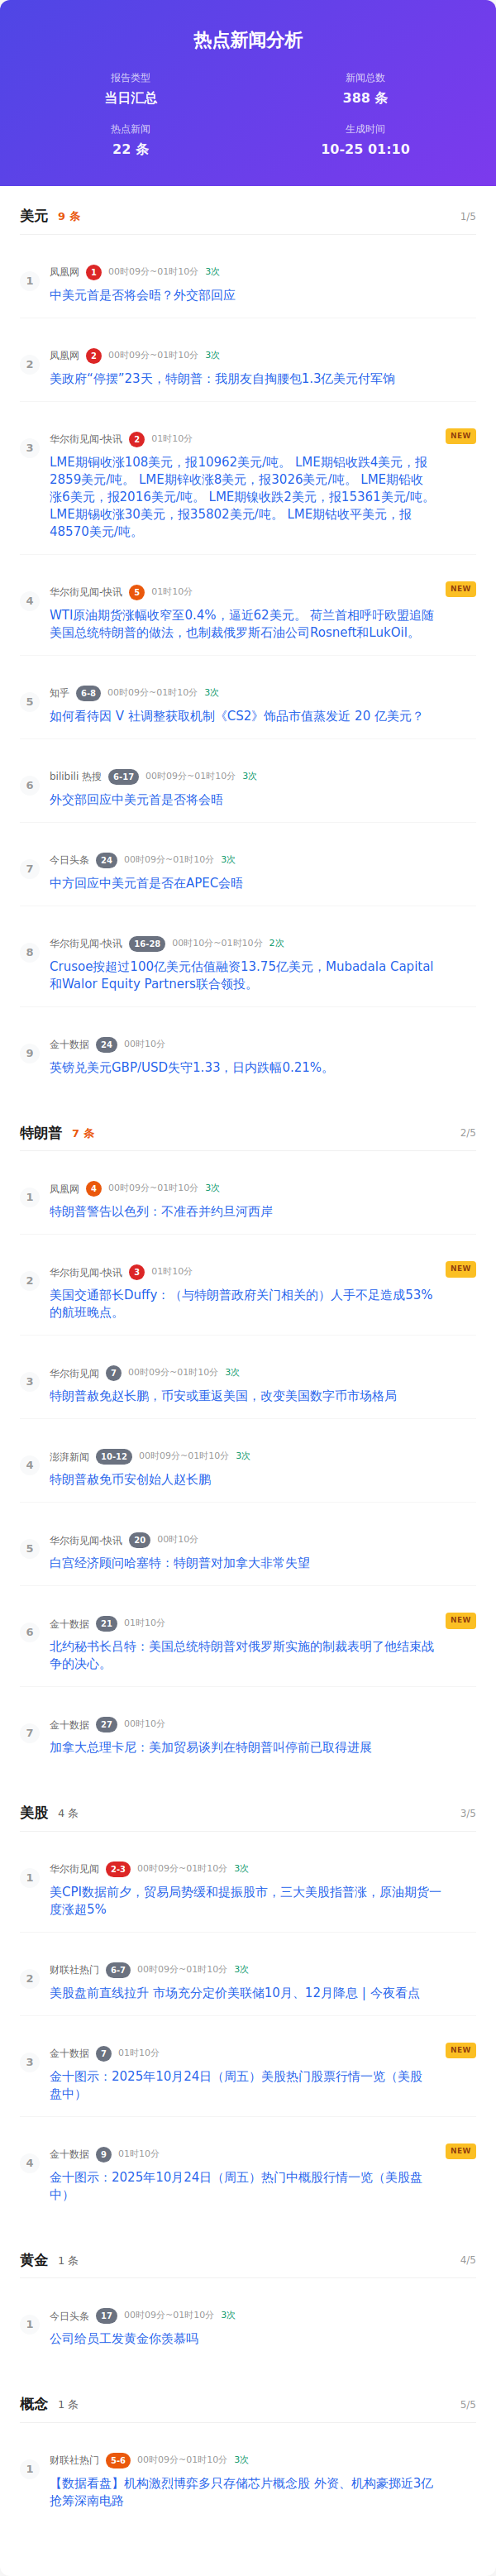 热点新闻分析
报告类型 新闻总数
当日汇总 388 条
热点新闻 生成时间
22 条 10-25 01:10
美元 9 条 1/5
1 凤凰网 1 00时09分~01时10分 3次
中美元首是否将会晤？外交部回应
2 凤凰网 2 00时09分~01时10分 3次
美政府“停摆”23天，特朗普：我朋友自掏腰包1.3亿美元付军饷
3 华尔街见闻-快讯 2 01时10分 NEW
LME期铜收涨108美元，报10962美元/吨。 LME期铝收跌4美元，报
2859美元/吨。 LME期锌收涨8美元，报3026美元/吨。 LME期铅收
涨6美元，报2016美元/吨。 LME期镍收跌2美元，报15361美元/吨。
LME期锡收涨30美元，报35802美元/吨。 LME期钴收平美元，报
48570美元/吨。
4 华尔街见闻-快讯 5 01时10分 NEW
WTI原油期货涨幅收窄至0.4%，逼近62美元。 荷兰首相呼吁欧盟追随
美国总统特朗普的做法，也制裁俄罗斯石油公司Rosneft和LukOil。
5 知乎 6-8 00时09分~01时10分 3次
如何看待因 V 社调整获取机制《CS2》饰品市值蒸发近 20 亿美元？
6 bilibili 热搜 6-17 00时09分~01时10分 3次
外交部回应中美元首是否将会晤
7 今日头条 24 00时09分~01时10分 3次
中方回应中美元首是否在APEC会晤
8 华尔街见闻-快讯 16-28 00时10分~01时10分 2次
Crusoe按超过100亿美元估值融资13.75亿美元，Mubadala Capital
和Walor Equity Partners联合领投。
9 金十数据 24 00时10分
英镑兑美元GBP/USD失守1.33，日内跌幅0.21%。
特朗普 7 条 2/5
1 凤凰网 4 00时09分~01时10分 3次
特朗普警告以色列：不准吞并约旦河西岸
2 华尔街见闻-快讯 3 01时10分 NEW
美国交通部长Duffy：（与特朗普政府关门相关的）人手不足造成53%
的航班晚点。
3 华尔街见闻 7 00时09分~01时10分 3次
特朗普赦免赵长鹏，币安或重返美国，改变美国数字币市场格局
4 澎湃新闻 10-12 00时09分~01时10分 3次
特朗普赦免币安创始人赵长鹏
5 华尔街见闻-快讯 20 00时10分
白宫经济顾问哈塞特：特朗普对加拿大非常失望
6 金十数据 21 01时10分 NEW
北约秘书长吕特：美国总统特朗普对俄罗斯实施的制裁表明了他结束战
争的决心。
7 金十数据 27 00时10分
加拿大总理卡尼：美加贸易谈判在特朗普叫停前已取得进展
美股 4 条 3/5
1 华尔街见闻 2-3 00时09分~01时10分 3次
美CPI数据前夕，贸易局势缓和提振股市，三大美股指普涨，原油期货一
度涨超5%
2 财联社热门 6-7 00时09分~01时10分 3次
美股盘前直线拉升 市场充分定价美联储10月、12月降息 | 今夜看点
3 金十数据 7 01时10分 NEW
金十图示：2025年10月24日（周五）美股热门股票行情一览（美股
盘中）
4 金十数据 9 01时10分 NEW
金十图示：2025年10月24日（周五）热门中概股行情一览（美股盘
中）
黄金 1 条 4/5
1 今日头条 17 00时09分~01时10分 3次
公司给员工发黄金你羡慕吗
概念 1 条 5/5
1 财联社热门 5-6 00时09分~01时10分 3次
【数据看盘】机构激烈博弈多只存储芯片概念股 外资、机构豪掷近3亿
抢筹深南电路